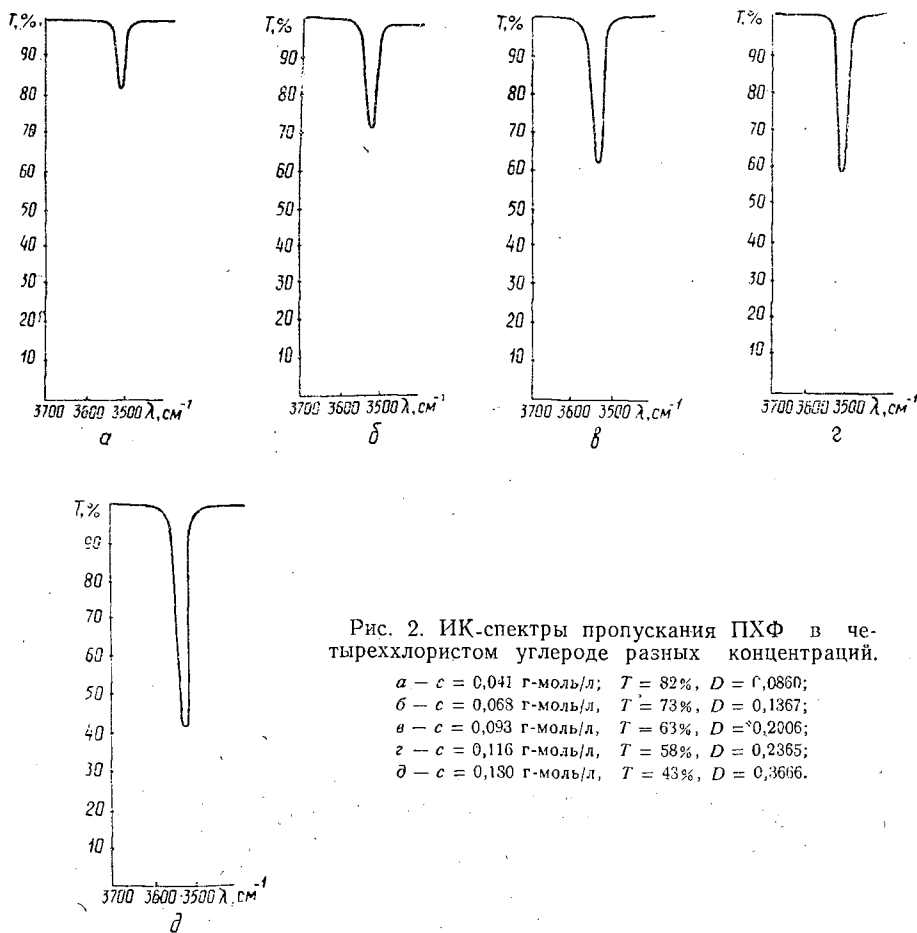 T,%
90
80
70
60
50
40
30
20
10
3700 3600 3500 λ, см⁻¹
а
T,%
90
80
70
60
50
40
30
20
10
3700 3600 3500 λ, см⁻¹
б
T,%
90
80
70
60
50
40
30
20
10
3700 3600 3500 λ, см⁻¹
в
T,%
90
80
70
60
50
40
30
20
10
3700 3600 3500 λ, см⁻¹
г
T,%
90
80
70
60
50
40
30
20
10
3700 3600 3500 λ, см⁻¹
д
Рис. 2. ИК-спектры пропускания ПХФ в че-
тыреххлористом углероде разных концентраций.
а — c = 0,041 г-моль/л; T = 82%, D = 0,0860;
б — c = 0,068 г-моль/л, T = 73%, D = 0,1367;
в — c = 0,093 г-моль/л, T = 63%, D = 0,2006;
г — c = 0,116 г-моль/л, T = 58%, D = 0,2365;
д — c = 0,180 г-моль/л, T = 43%, D = 0,3666.